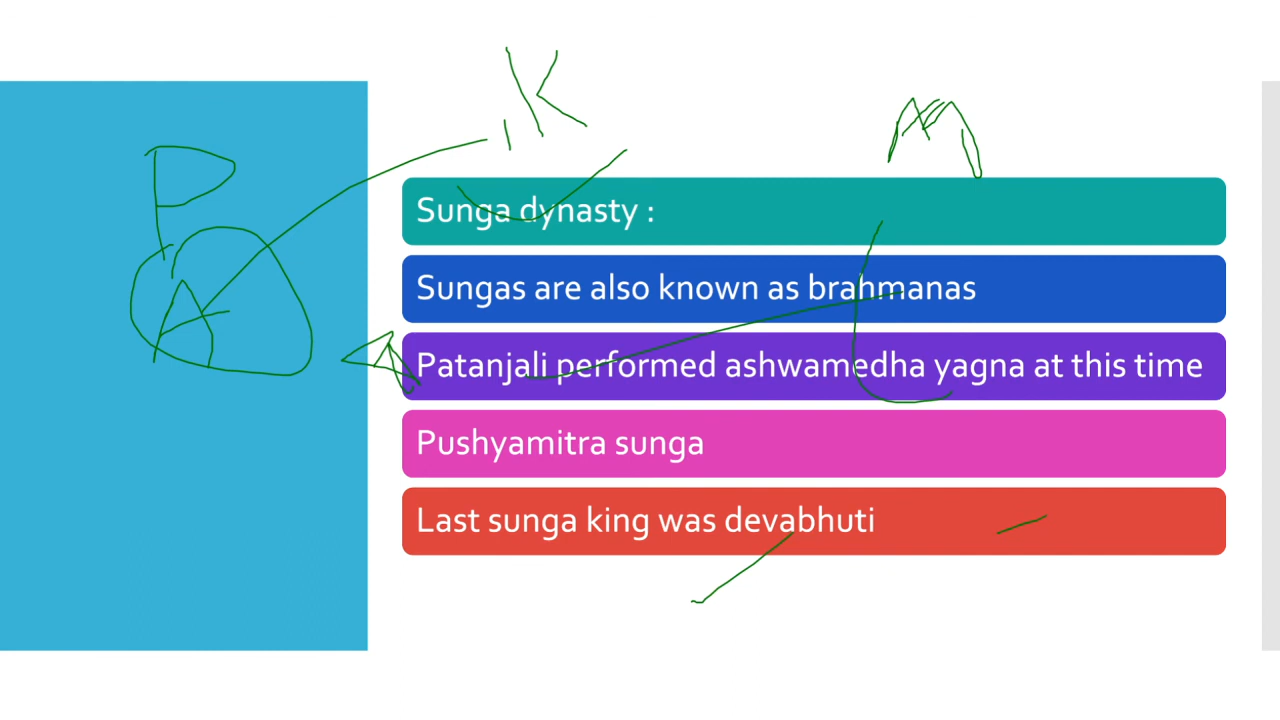 K
M
P
A
Sunga dynasty :
Sungas are also known as brahmanas
Patanjali performed ashwamedha yagna at this time
Pushyamitra sunga
Last sunga king was devabhuti